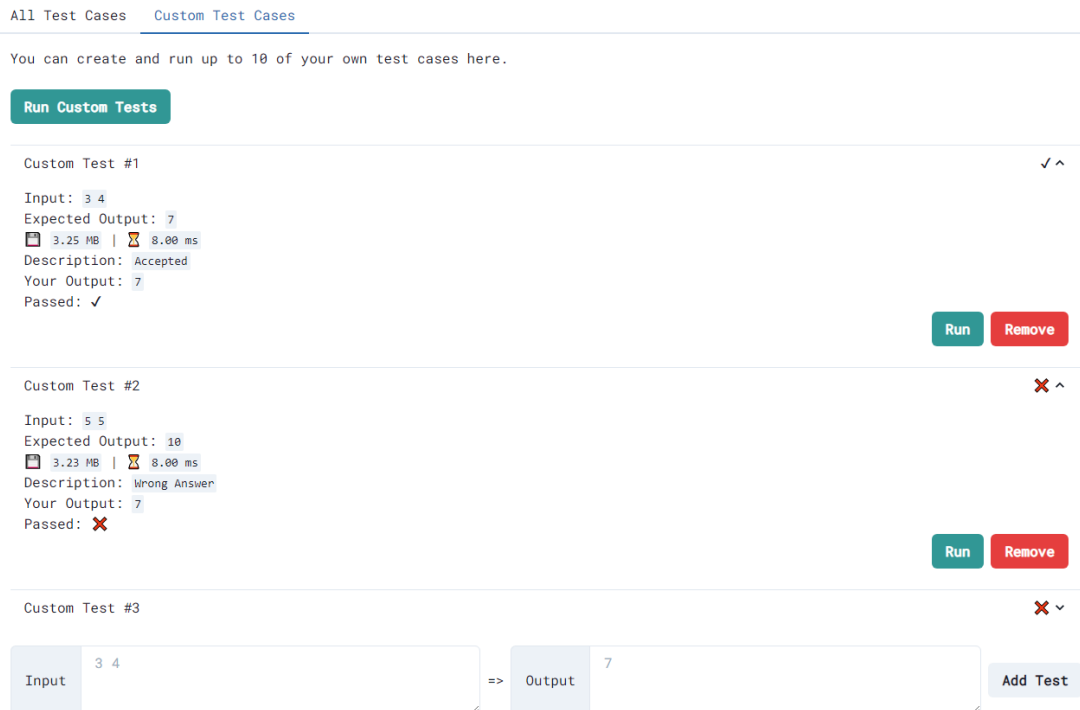 All Test Cases Custom Test Cases
You can create and run up to 10 of your own test cases here.
Run Custom Tests
Custom Test #1
Input: 3 4
Expected Output: 7
3.25 MB | 8.00 ms
Description: Accepted
Your Output: 7
Passed:
Run Remove
Custom Test #2
Input: 5 5
Expected Output: 10
3.23 MB | 8.00 ms
Description: Wrong Answer
Your Output: 7
Passed:
Run Remove
Custom Test #3
Input 3 4 => Output 7 Add Test